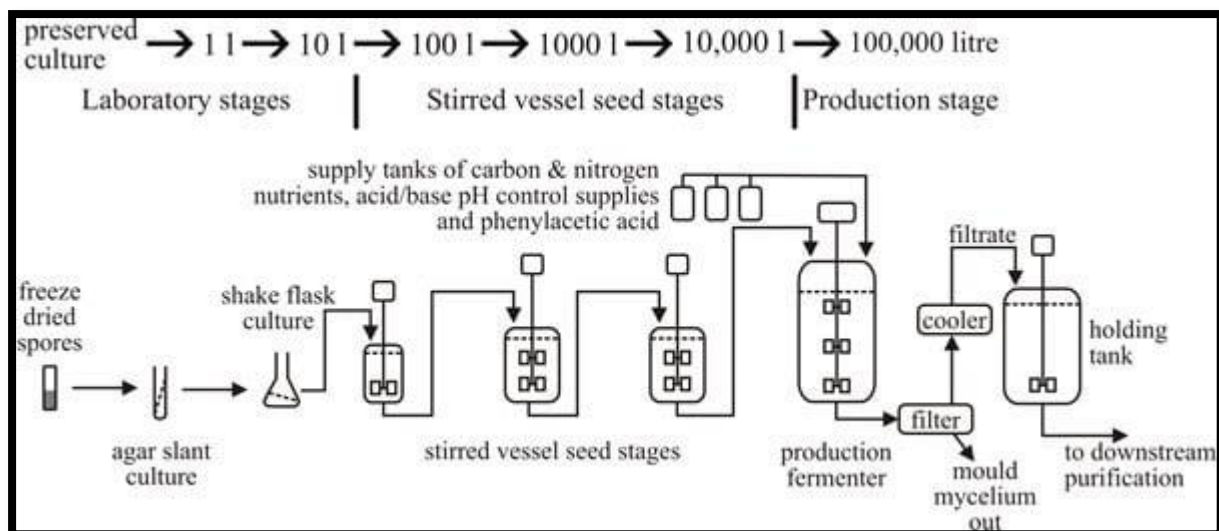 preserved
culture
1 l
10 l
100 l
1000 l
10,000 l
100,000 litre
Laboratory stages
Stirred vessel seed stages
Production stage
supply tanks of carbon & nitrogen
nutrients, acid/base pH control supplies
and phenylacetic acid
freeze
dried
spores
agar slant
culture
shake flask
culture
stirred vessel seed stages
production
fermenter
filter
mould
mycelium
out
cooler
filtrate
holding
tank
to downstream
purification